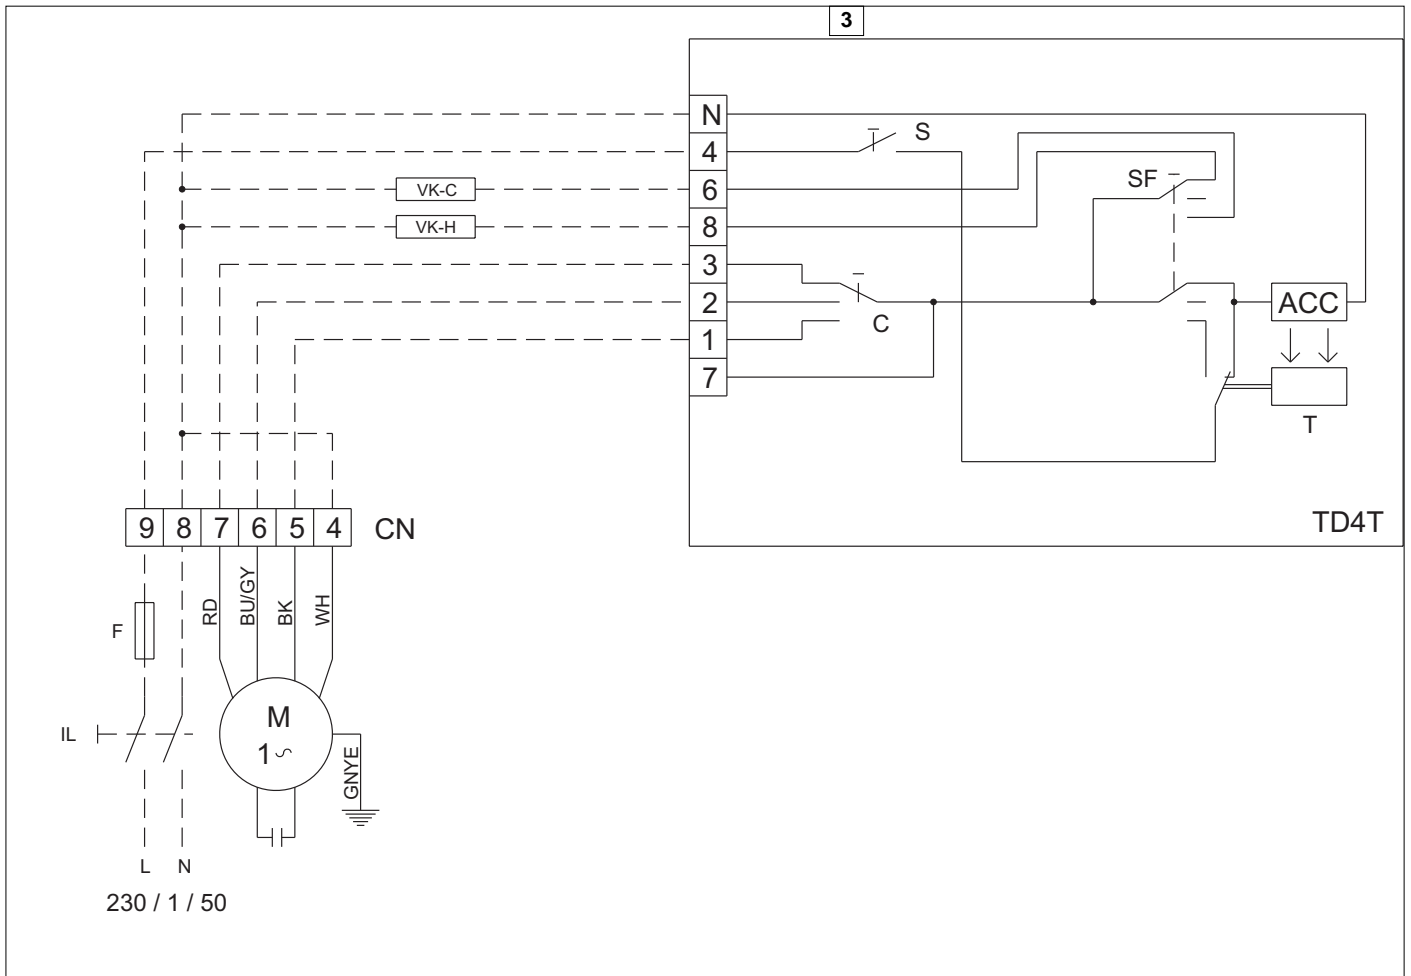 3
N
4
S
VK-C
6
SF
VK-H
8
3
2
C
ACC
1
7
T
TD4T
9 8 7 6 5 4 CN
RD
BU/GY
BK
WH
F
M
1~
IL
GNYE
L N
230 / 1 / 50